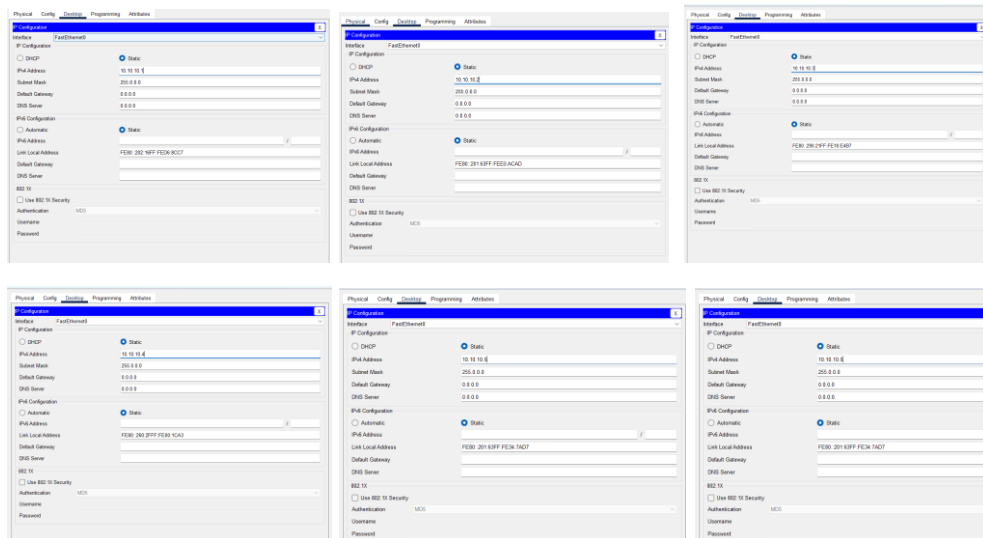 Physical Config Desktop Programming Attributes
IP Configuration X
Interface FastEthernet0
IP Configuration
DHCP Static
IPv4 Address 10.10.10.1
Subnet Mask 255.0.0.0
Default Gateway 0.0.0.0
DNS Server 0.0.0.0
IPv6 Configuration
Automatic Static
IPv6 Address /
Link Local Address FE80::202:16FF:FED6:8CC7
Default Gateway
DNS Server
802.1X
Use 802.1X Security
Authentication MD5
Username
Password
Physical Config Desktop Programming Attributes
IP Configuration X
Interface FastEthernet0
IP Configuration
DHCP Static
IPv4 Address 10.10.10.2
Subnet Mask 255.0.0.0
Default Gateway 0.0.0.0
DNS Server 0.0.0.0
IPv6 Configuration
Automatic Static
IPv6 Address /
Link Local Address FE80::201:63FF:FEE0:ACAD
Default Gateway
DNS Server
802.1X
Use 802.1X Security
Authentication MD5
Username
Password
Physical Config Desktop Programming Attributes
IP Configuration
Interface FastEthernet0
IP Configuration
DHCP Static
IPv4 Address 10.10.10.3
Subnet Mask 255.0.0.0
Default Gateway 0.0.0.0
DNS Server 0.0.0.0
IPv6 Configuration
Automatic Static
IPv6 Address /
Link Local Address
Default Gateway
DNS Server
802.1X
Use 802.1X Security
Authentication MD5
Username
Password
Physical Config Desktop Programming Attributes
IP Configuration X
Interface FastEthernet0
IP Configuration
DHCP Static
IPv4 Address 10.10.10.4
Subnet Mask 255.0.0.0
Default Gateway 0.0.0.0
DNS Server 0.0.0.0
IPv6 Configuration
Automatic Static
IPv6 Address /
Link Local Address
Default Gateway
DNS Server
802.1X
Use 802.1X Security
Authentication MD5
Username
Password
Physical Config Desktop Programming Attributes
IP Configuration X
Interface FastEthernet0
IP Configuration
DHCP Static
IPv4 Address
Subnet Mask 255.0.0.0
Default Gateway 0.0.0.0
DNS Server 0.0.0.0
IPv6 Configuration
Automatic Static
IPv6 Address /
Link Local Address FE80::201:63FF:FE34:7AD7
Default Gateway
DNS Server
802.1X
Use 802.1X Security
Authentication MD5
Username
Password
Physical Config Desktop Programming Attributes
IP Configuration
Interface FastEthernet0
IP Configuration
DHCP Static
IPv4 Address
Subnet Mask 255.0.0.0
Default Gateway 0.0.0.0
DNS Server 0.0.0.0
IPv6 Configuration
Automatic Static
IPv6 Address
Link Local Address FE80::201:63FF:FE34:7AD7
Default Gateway
DNS Server
802.1X
Use 802.1X Security
Authentication MD5
Username
Password